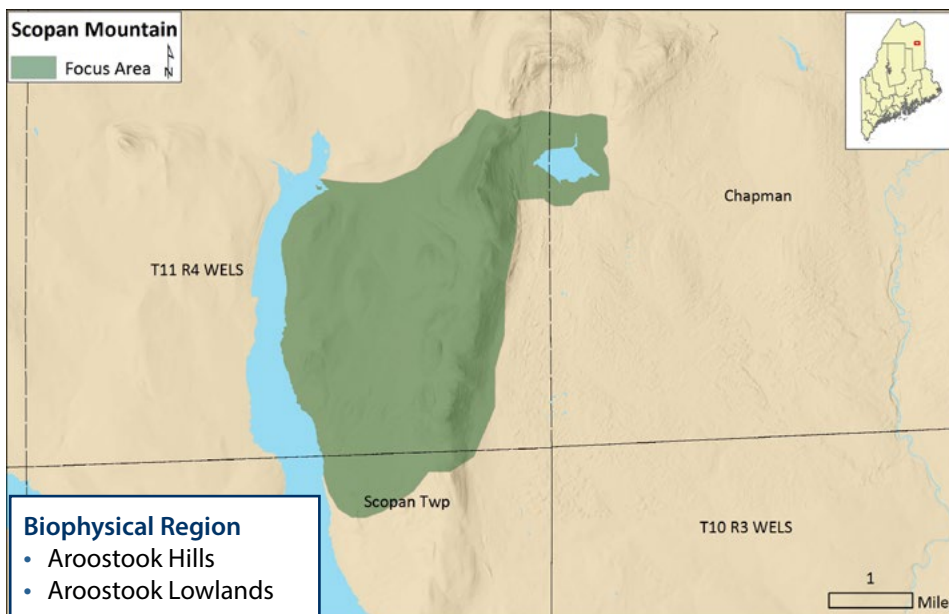 Scopan Mountain
Focus Area
N
Chapman
T11 R4 WELS
Scopan Twp
T10 R3 WELS
Biophysical Region
• Aroostook Hills
• Aroostook Lowlands
1
Mile